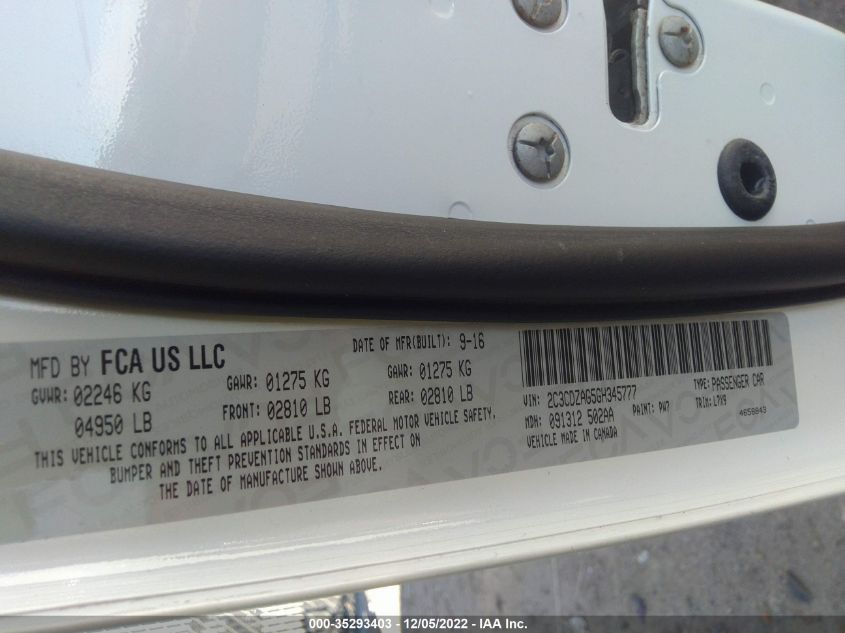 MFD BY FCA US LLC
DATE OF MFR(BUILT): 9-16
GVWR: 02246 KG
04950 LB
GAWR: 01275 KG
FRONT: 02810 LB
GAWR: 01275 KG
REAR: 02810 LB
THIS VEHICLE CONFORMS TO ALL APPLICABLE U.S.A. FEDERAL MOTOR VEHICLE SAFETY,
BUMPER AND THEFT PREVENTION STANDARDS IN EFFECT ON
THE DATE OF MANUFACTURE SHOWN ABOVE.
VIN: 2C3CDZAG5GH345777
TYPE: PASSENGER CAR
MDH: 091312 502AA
PAINT: PW7
TRIM: L7X9
VEHICLE MADE IN CANADA
4658843
000-35293403 - 12/05/2022 - IAA Inc.